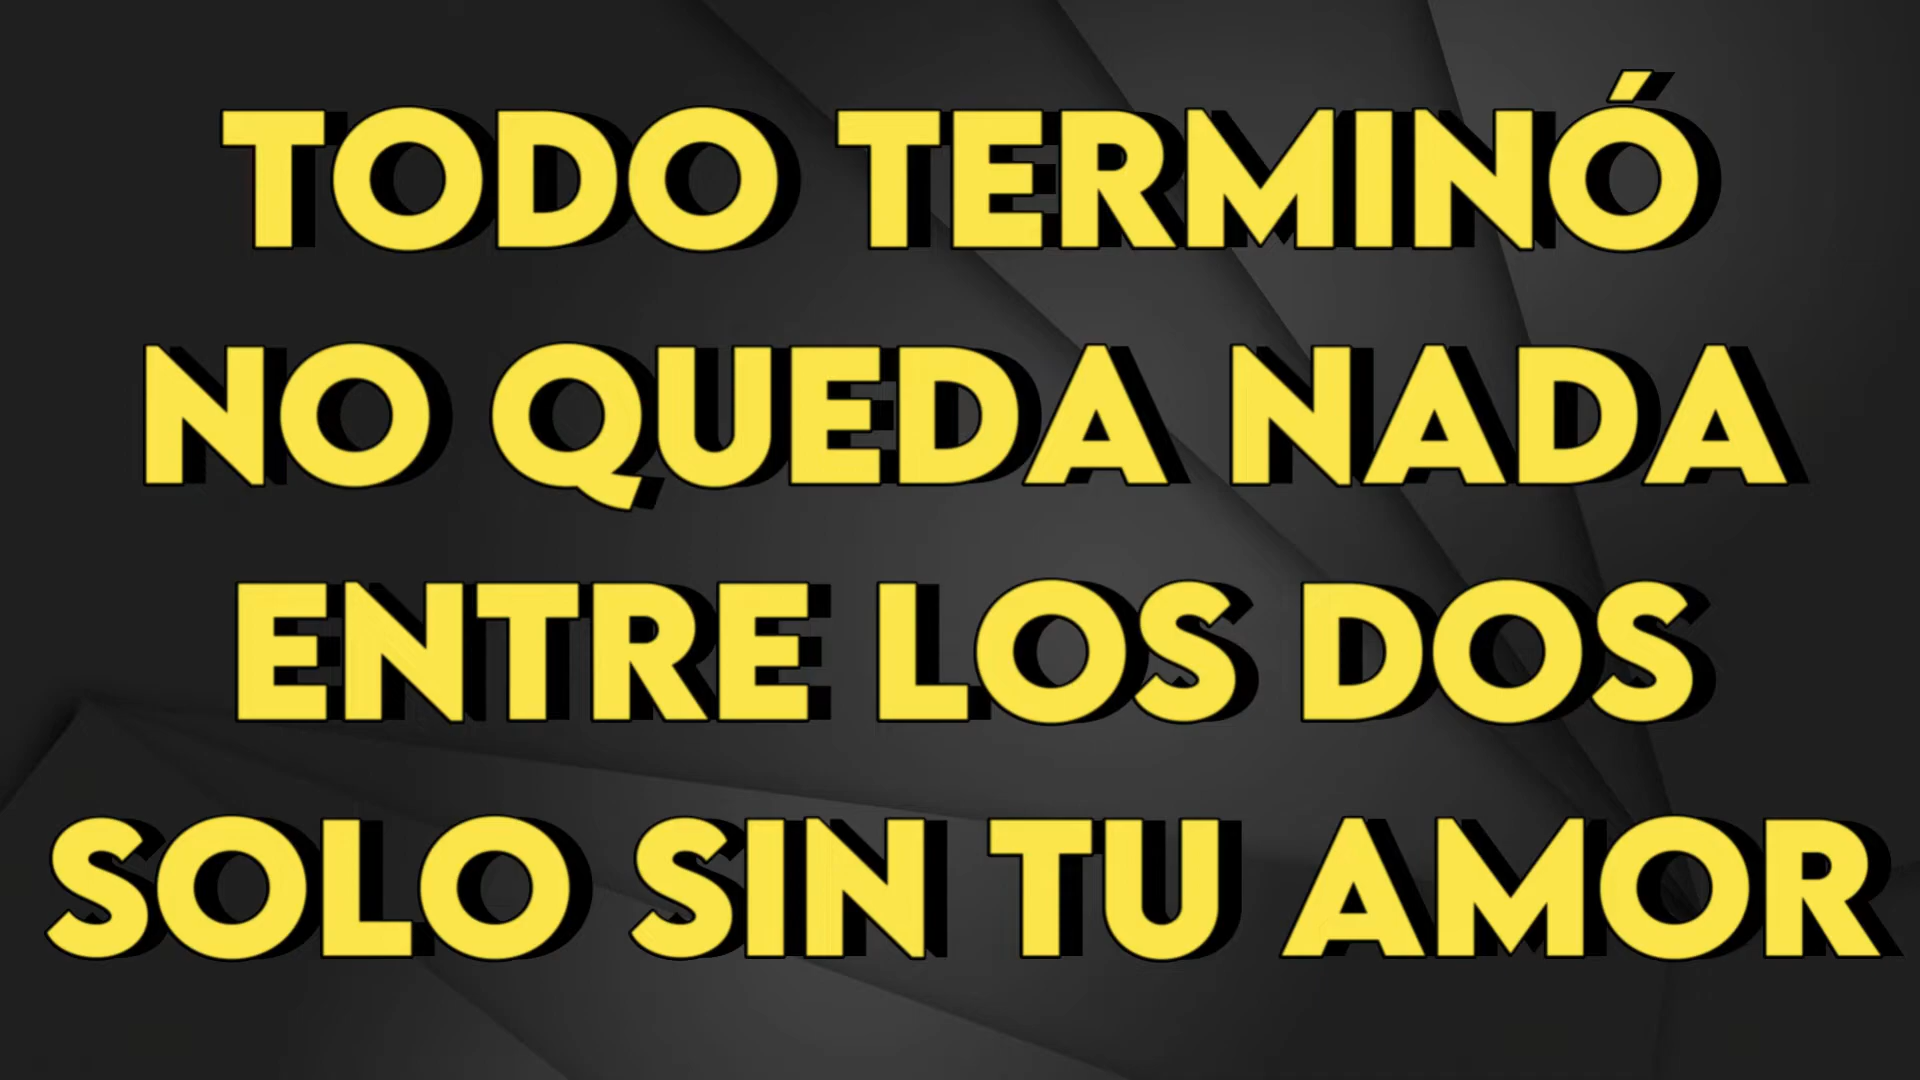 TODO TERMINÓ
NO QUEDA NADA
ENTRE LOS DOS
SOLO SIN TU AMOR